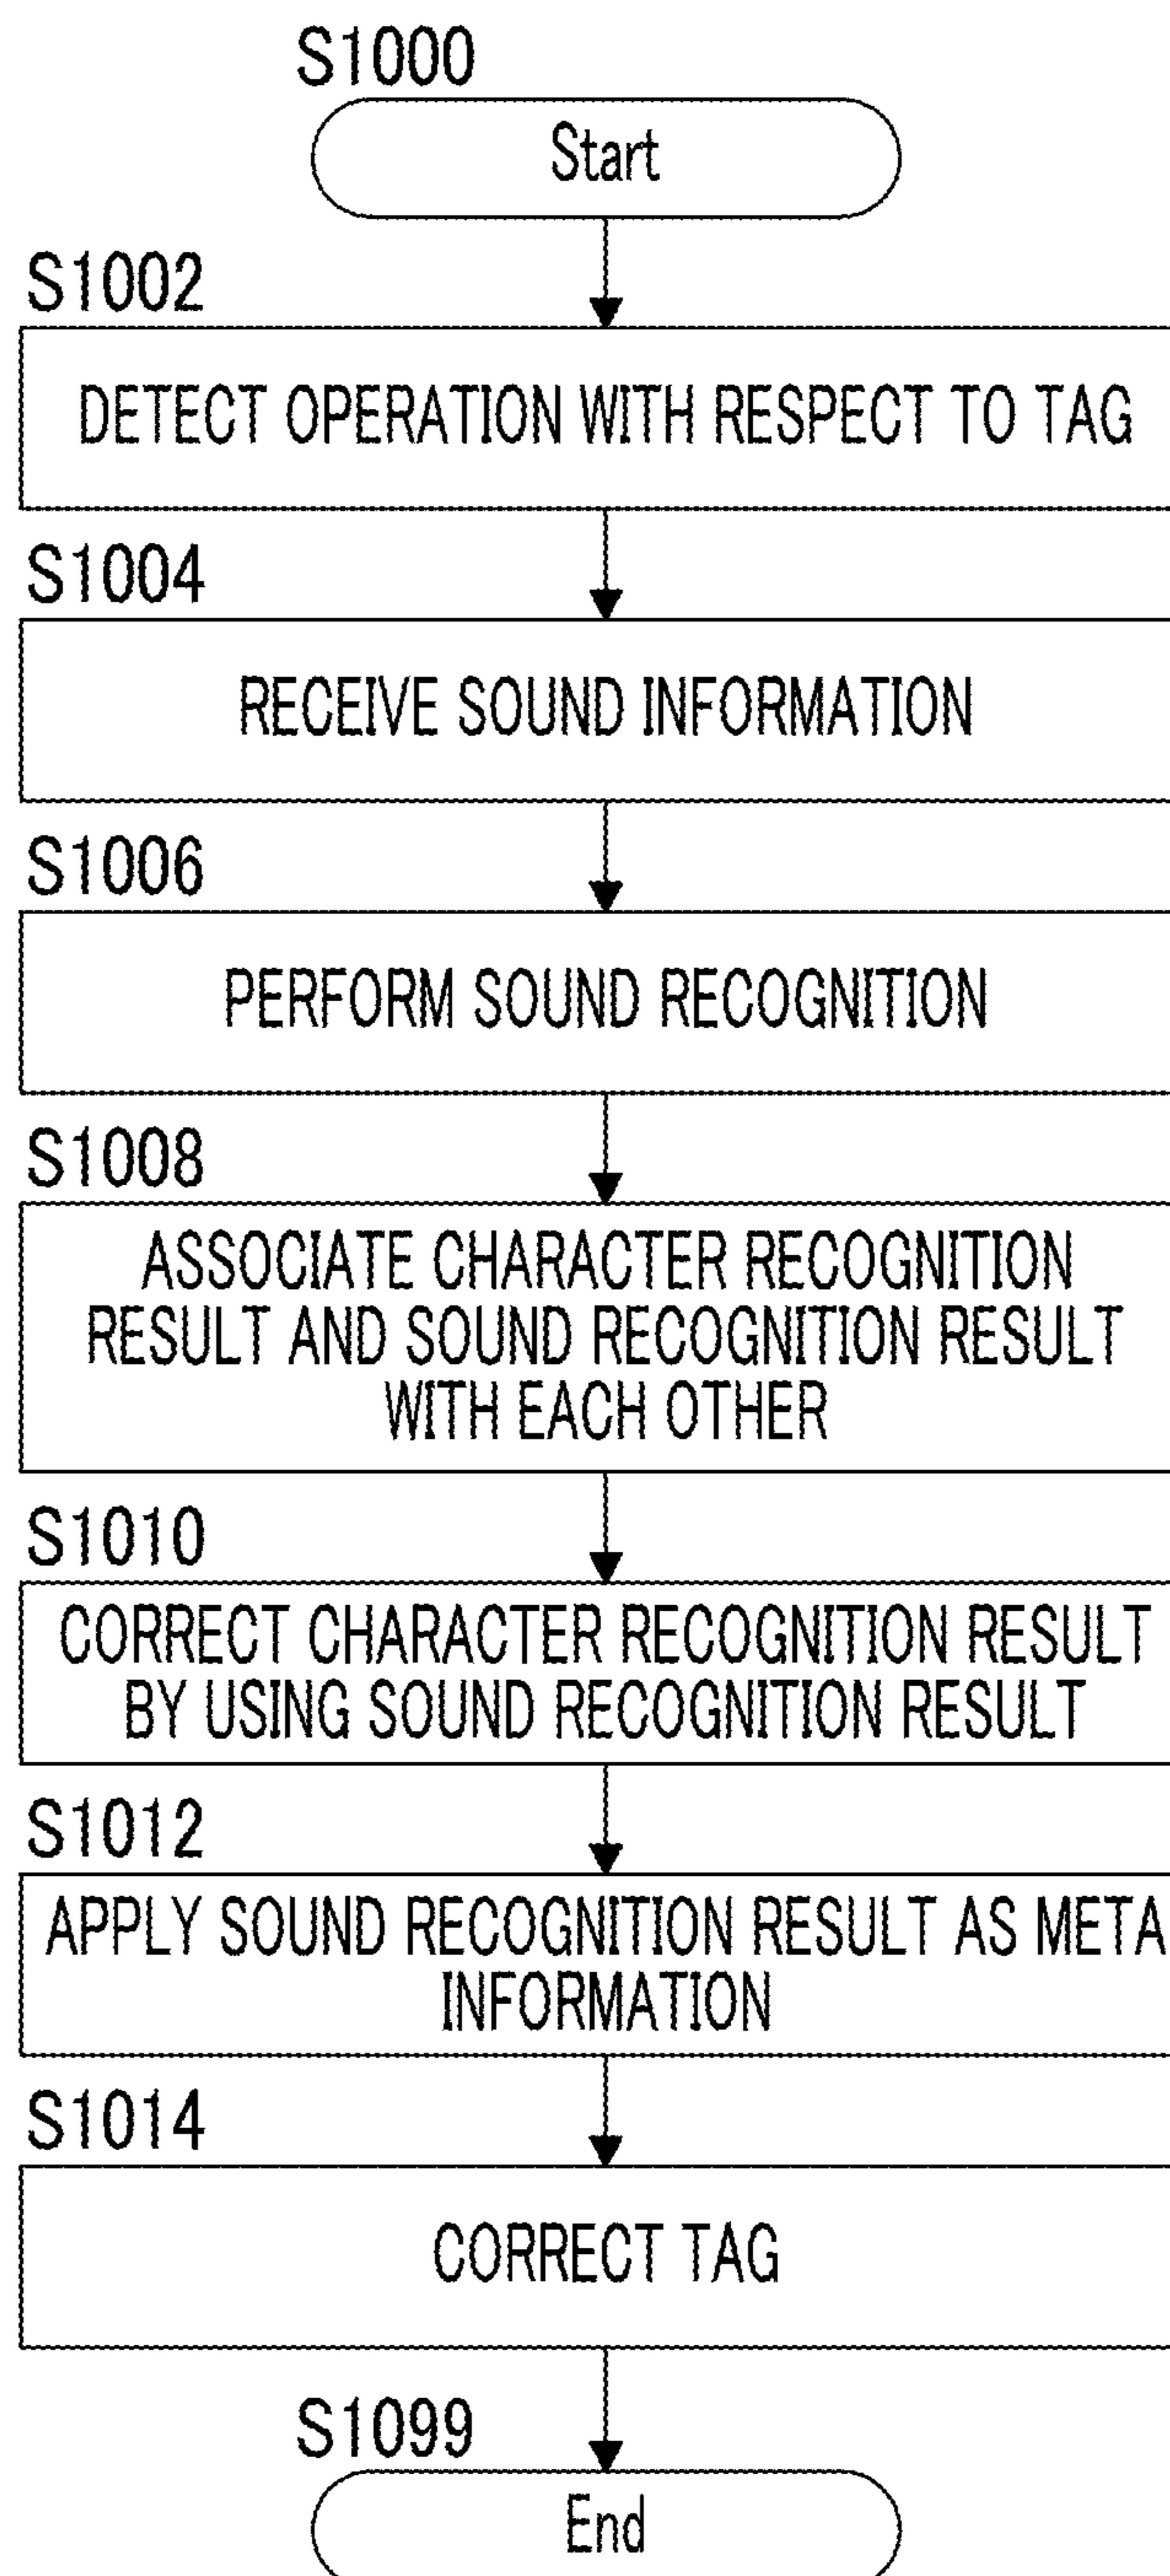 S1000
Start
S1002
DETECT OPERATION WITH RESPECT TO TAG
S1004
RECEIVE SOUND INFORMATION
S1006
PERFORM SOUND RECOGNITION
S1008
ASSOCIATE CHARACTER RECOGNITION
RESULT AND SOUND RECOGNITION RESULT
WITH EACH OTHER
S1010
CORRECT CHARACTER RECOGNITION RESULT
BY USING SOUND RECOGNITION RESULT
S1012
APPLY SOUND RECOGNITION RESULT AS META
INFORMATION
S1014
CORRECT TAG
S1099
End